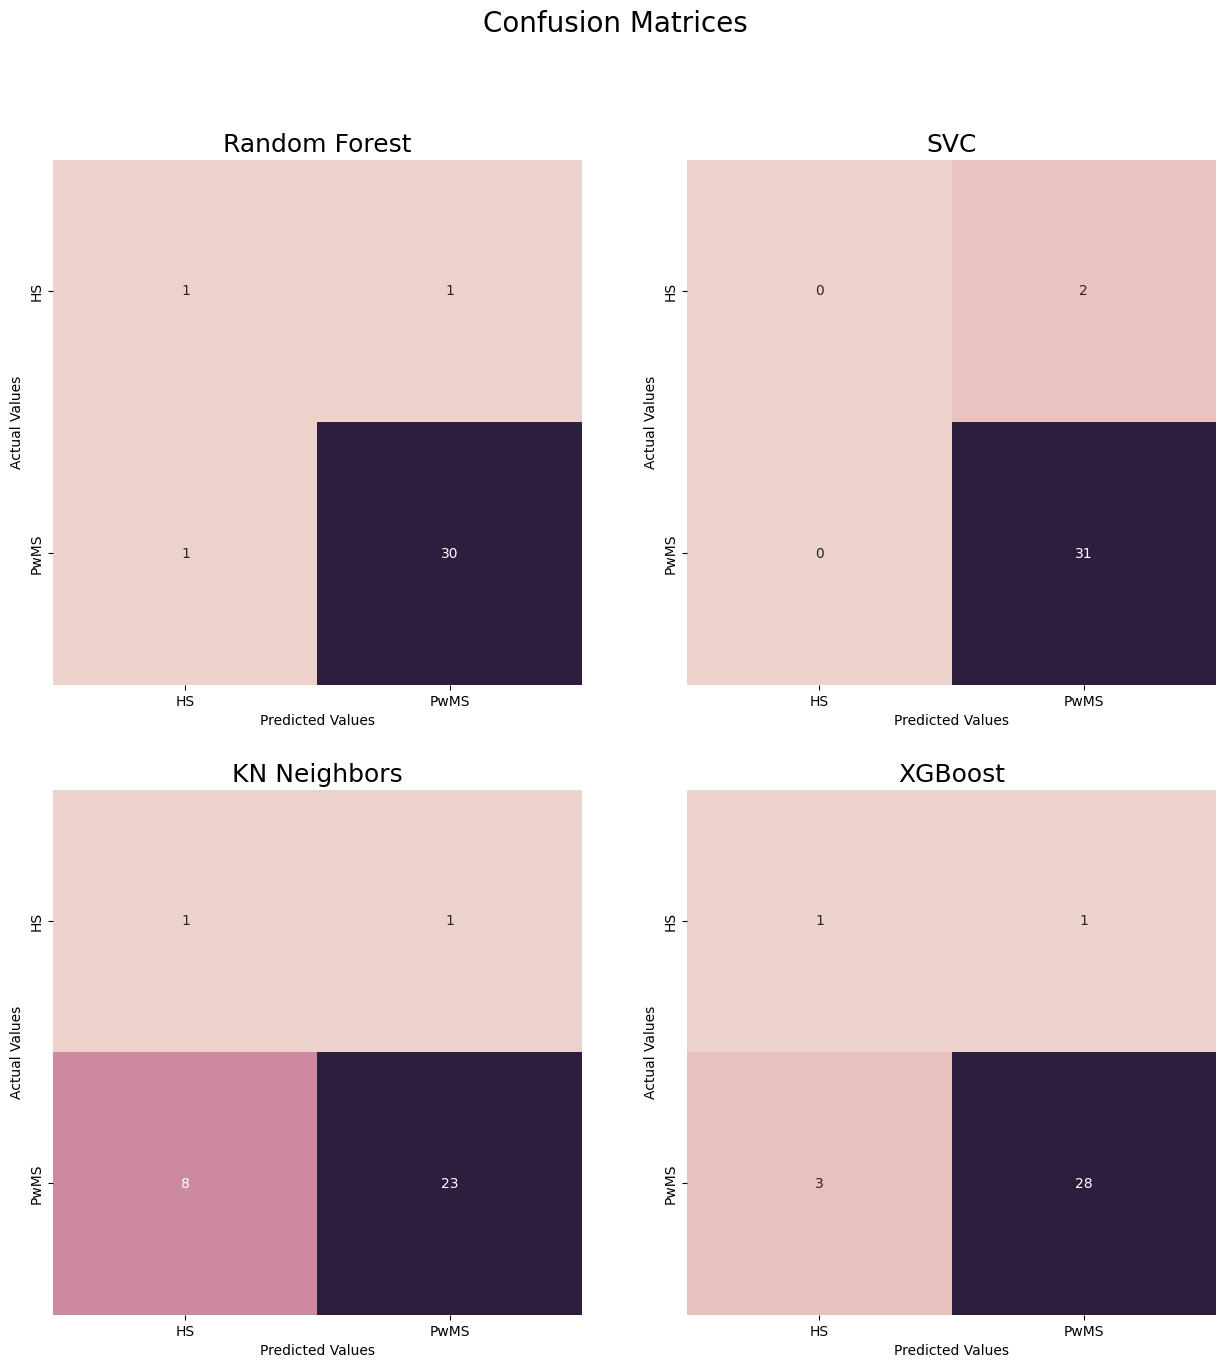 Confusion Matrices
Random Forest
SVC
HS
1
1
HS
0
2
Actual Values
Actual Values
PwMS
1
30
PwMS
0
31
HS
PwMS
HS
PwMS
Predicted Values
Predicted Values
KN Neighbors
XGBoost
HS
1
1
HS
1
1
Actual Values
Actual Values
PwMS
8
23
PwMS
3
28
HS
PwMS
HS
PwMS
Predicted Values
Predicted Values